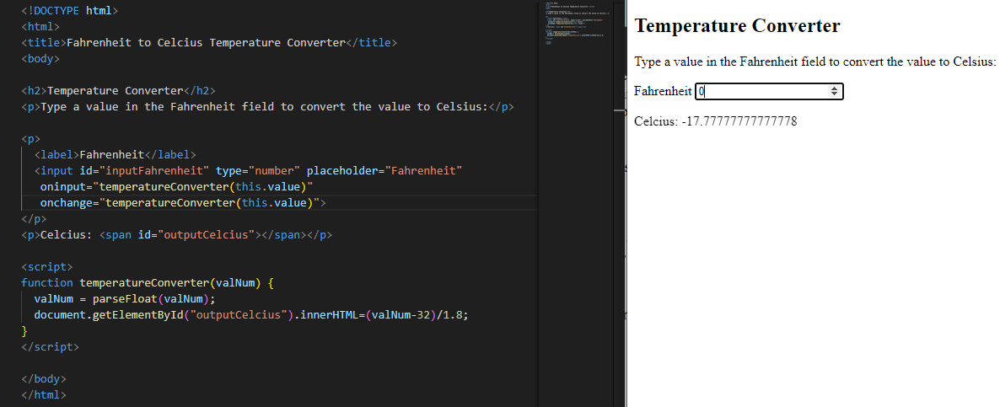 <!DOCTYPE html>
<html>
<title>Fahrenheit to Celcius Temperature Converter</title>
<body>
<h2>Temperature Converter</h2>
<p>Type a value in the Fahrenheit field to convert the value to Celsius:</p>
<p>
<label>Fahrenheit</label>
<input id="inputFahrenheit" type="number" placeholder="Fahrenheit"
oninput="temperatureConverter(this.value)"
onchange="temperatureConverter(this.value)">
</p>
<p>Celcius: <span id="outputCelcius"></span></p>
<script>
function temperatureConverter(valNum) {
valNum = parseFloat(valNum);
document.getElementById("outputCelcius").innerHTML=(valNum-32)/1.8;
}
</script>
</body>
</html>
Temperature Converter
Type a value in the Fahrenheit field to convert the value to Celsius:
Fahrenheit 0
Celcius: -17.77777777777778